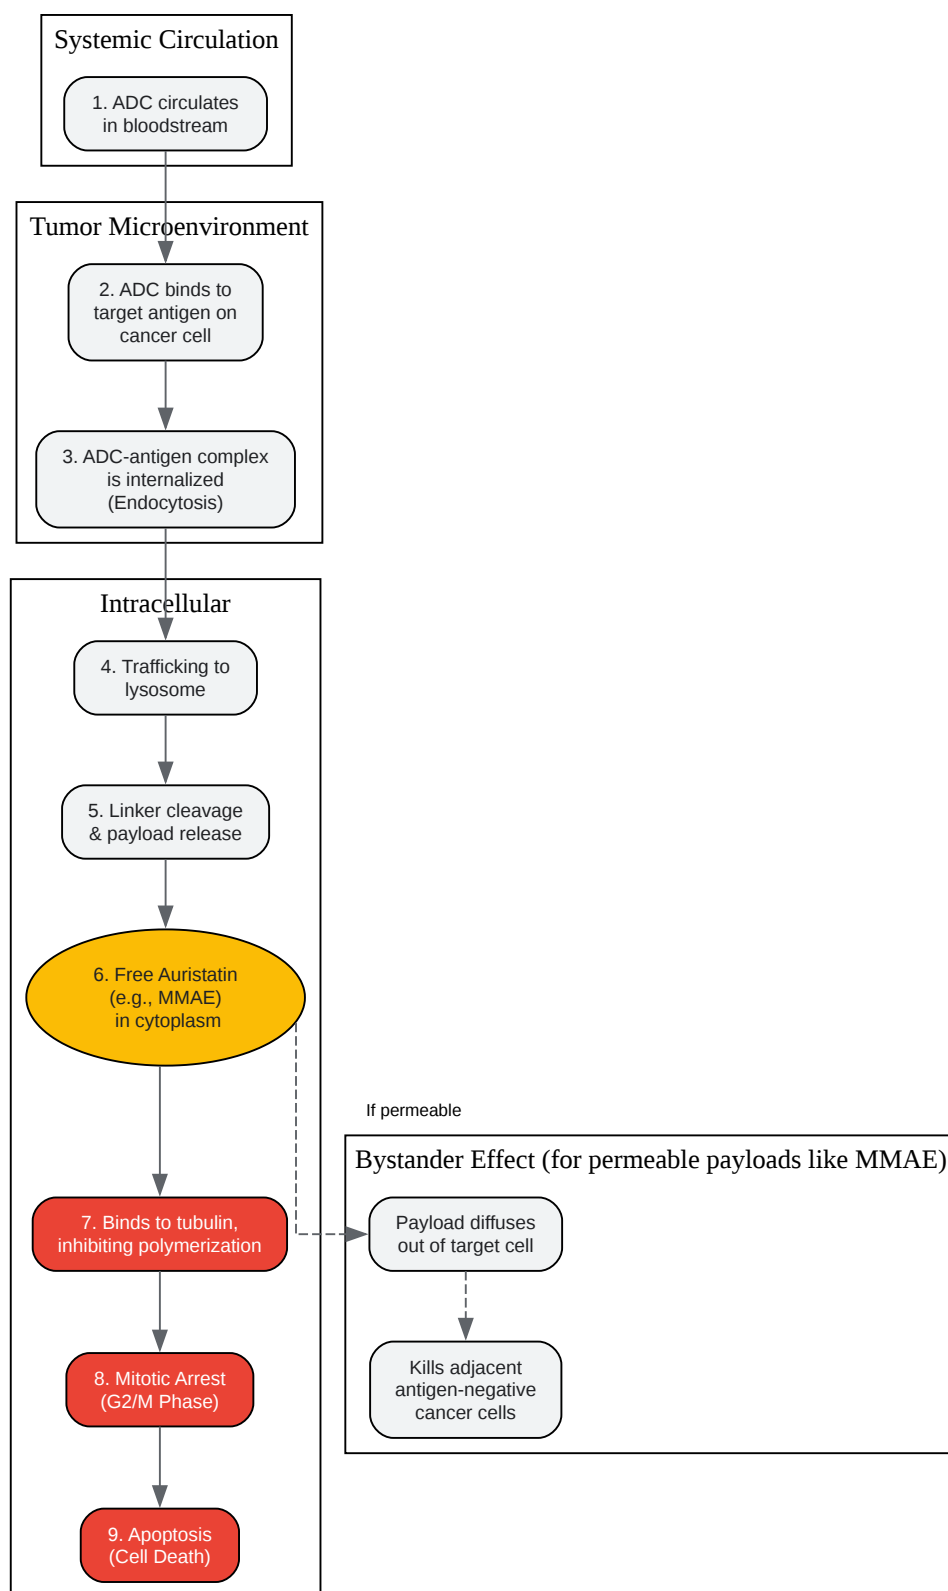 Systemic Circulation
1. ADC circulates
in bloodstream
Tumor Microenvironment
2. ADC binds to
target antigen on
cancer cell
3. ADC-antigen complex
is internalized
(Endocytosis)
Intracellular
4. Trafficking to
lysosome
5. Linker cleavage
& payload release
6. Free Auristatin
(e.g., MMAE)
in cytoplasm
If permeable
Bystander Effect (for permeable payloads like MMAE)
7. Binds to tubulin,
inhibiting polymerization
Payload diffuses
out of target cell
8. Mitotic Arrest
(G2/M Phase)
Kills adjacent
antigen-negative
cancer cells
9. Apoptosis
(Cell Death)